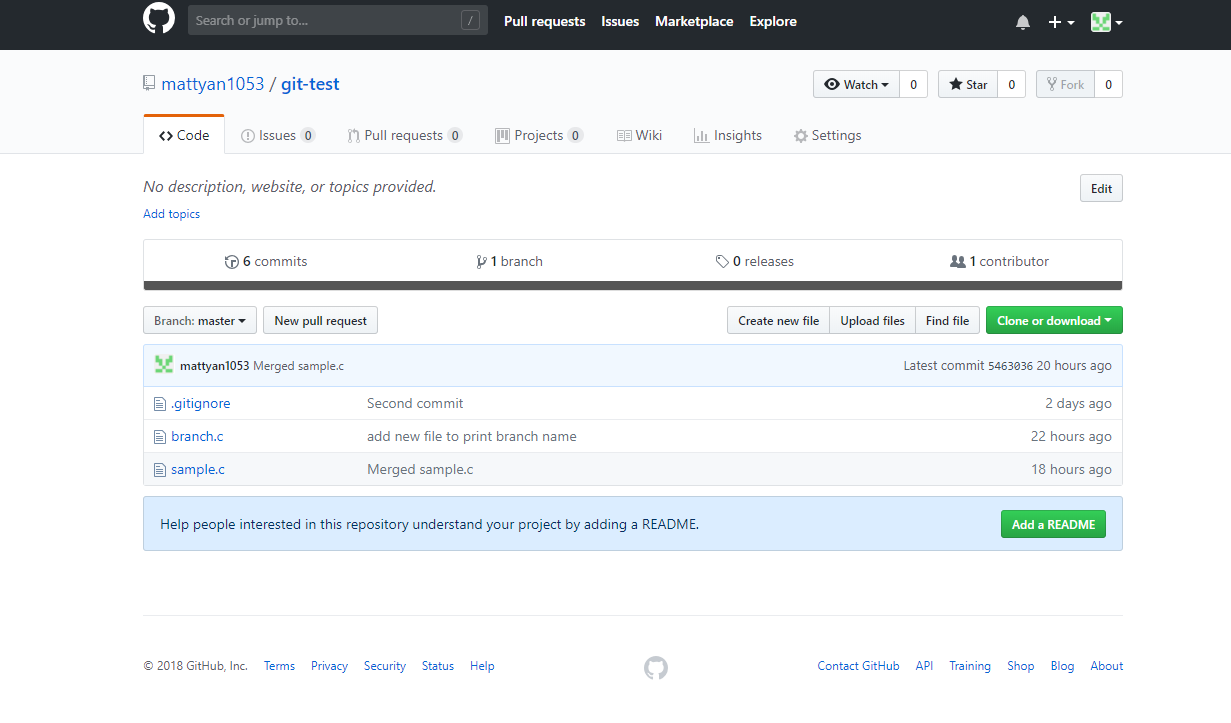 Search or jump to... / Pull requests Issues Marketplace Explore
mattyan1053 / git-test Watch 0 Star 0 Fork 0
Code Issues 0 Pull requests 0 Projects 0 Wiki Insights Settings
No description, website, or topics provided. Edit
Add topics
6 commits 1 branch 0 releases 1 contributor
Branch: master New pull request Create new file Upload files Find file Clone or download
mattyan1053 Merged sample.c Latest commit 5463036 20 hours ago
.gitignore Second commit 2 days ago
branch.c add new file to print branch name 22 hours ago
sample.c Merged sample.c 18 hours ago
Help people interested in this repository understand your project by adding a README. Add a README
© 2018 GitHub, Inc. Terms Privacy Security Status Help Contact GitHub API Training Shop Blog About